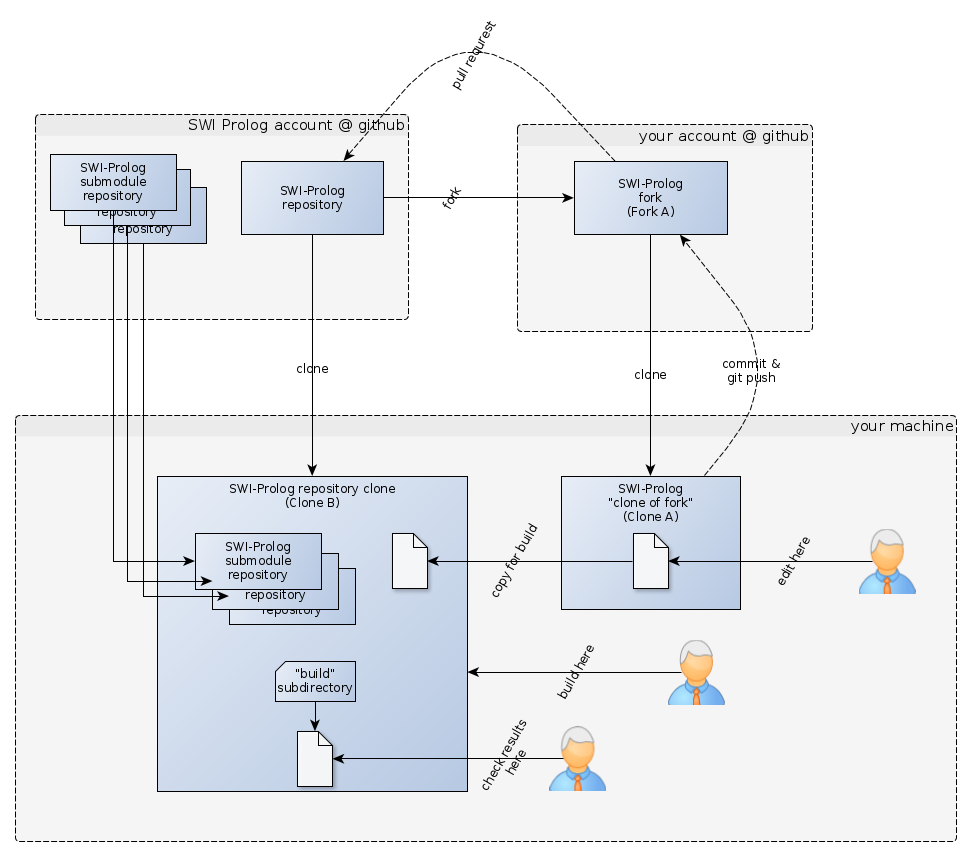 pull requrest
SWI Prolog account @ github
your account @ github
SWI-Prolog
submodule
repository
repository
repository
SWI-Prolog
repository
fork
SWI-Prolog
fork
(Fork A)
clone
clone
commit &
git push
your machine
SWI-Prolog repository clone
(Clone B)
SWI-Prolog
"clone of fork"
(Clone A)
SWI-Prolog
submodule
repository
repository
repository
copy for build
edit here
build here
"build"
subdirectory
check results
here